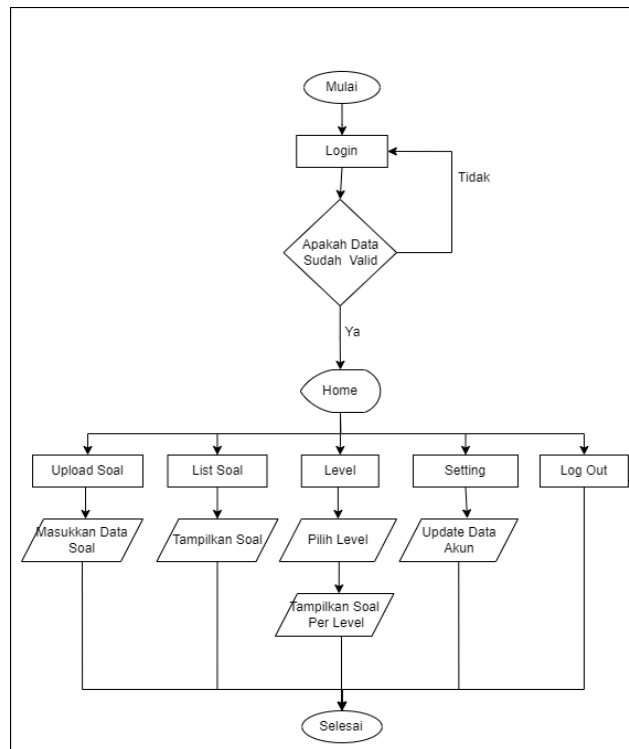 Mulai
Login
Tidak
Apakah Data
Sudah Valid
Ya
Home
Upload Soal
List Soal
Level
Setting
Log Out
Masukkan Data
Soal
Tampilkan Soal
Pilih Level
Update Data
Akun
Tampilkan Soal
Per Level
Selesai